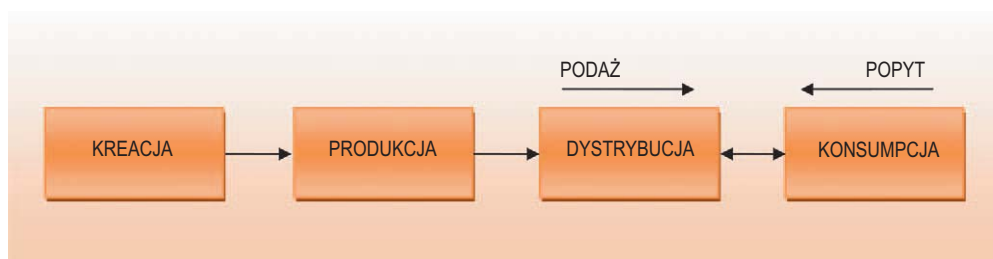 PODAŻ
POPYT
KREACJA
PRODUKCJA
DYSTRYBUCJA
KONSUMPCJA